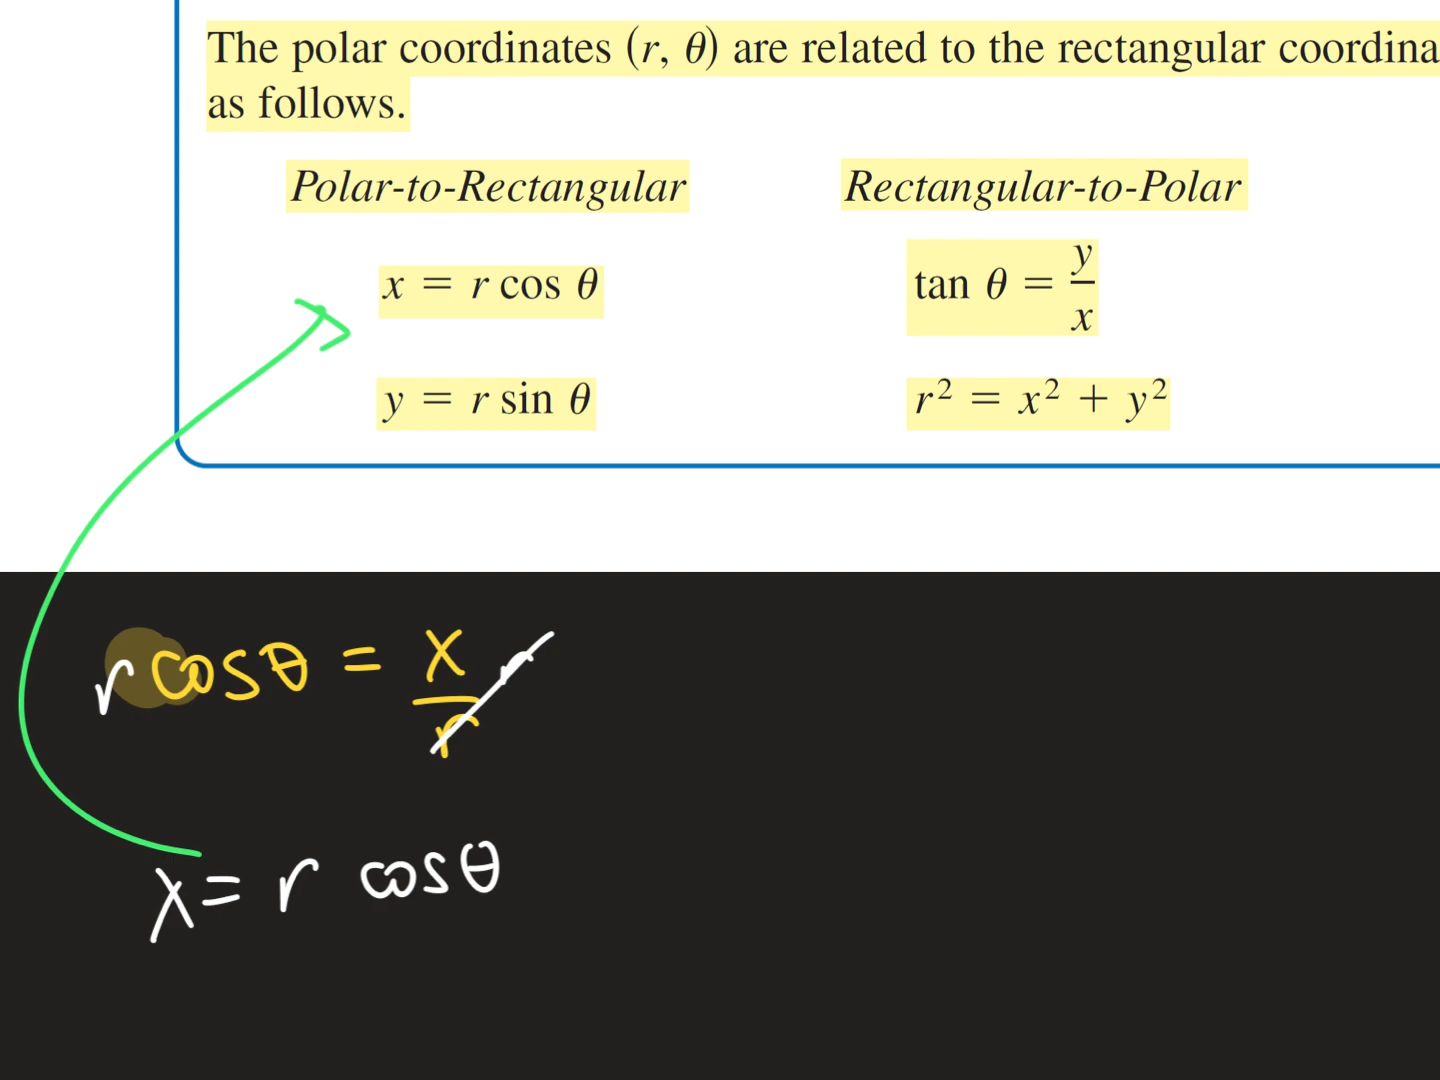 The polar coordinates (r, θ) are related to the rectangular coordina
as follows.
Polar-to-Rectangular
Rectangular-to-Polar
x = r cos θ
tan θ = y/x
y = r sin θ
r² = x² + y²
r cosθ = x/r r
x = r cosθ